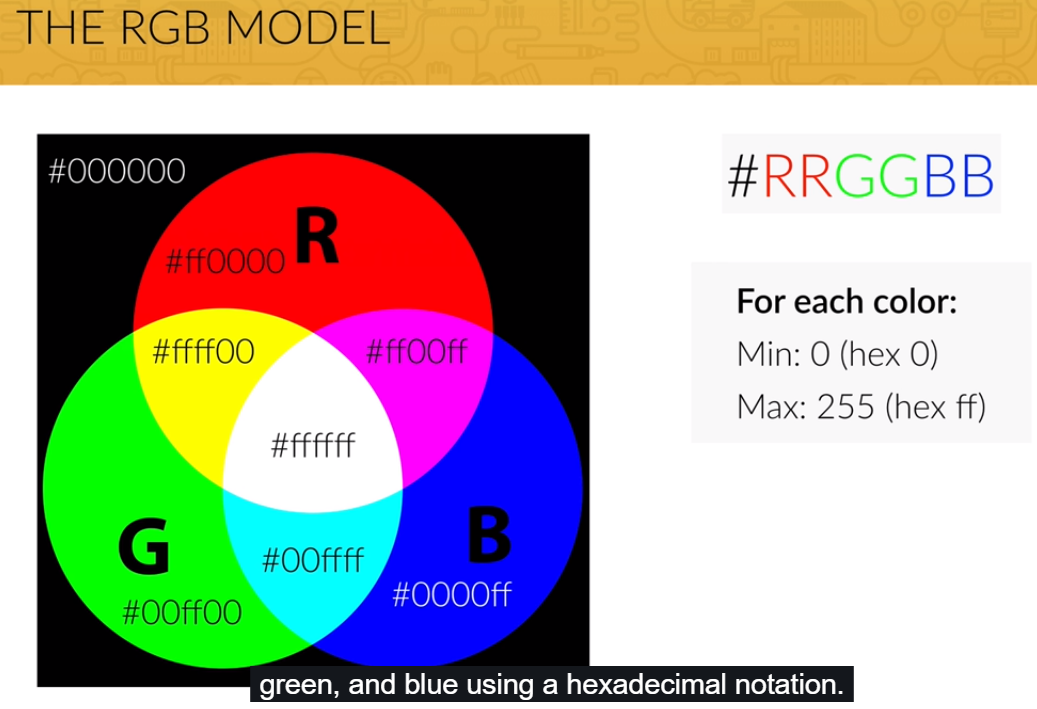 THE RGB MODEL
#000000
R
#ff0000
#ffff00
#ff00ff
#ffffff
G
B
#00ffff
#0000ff
#00ff00
#RRGGBB
For each color:
Min: 0 (hex 0)
Max: 255 (hex ff)
green, and blue using a hexadecimal notation.